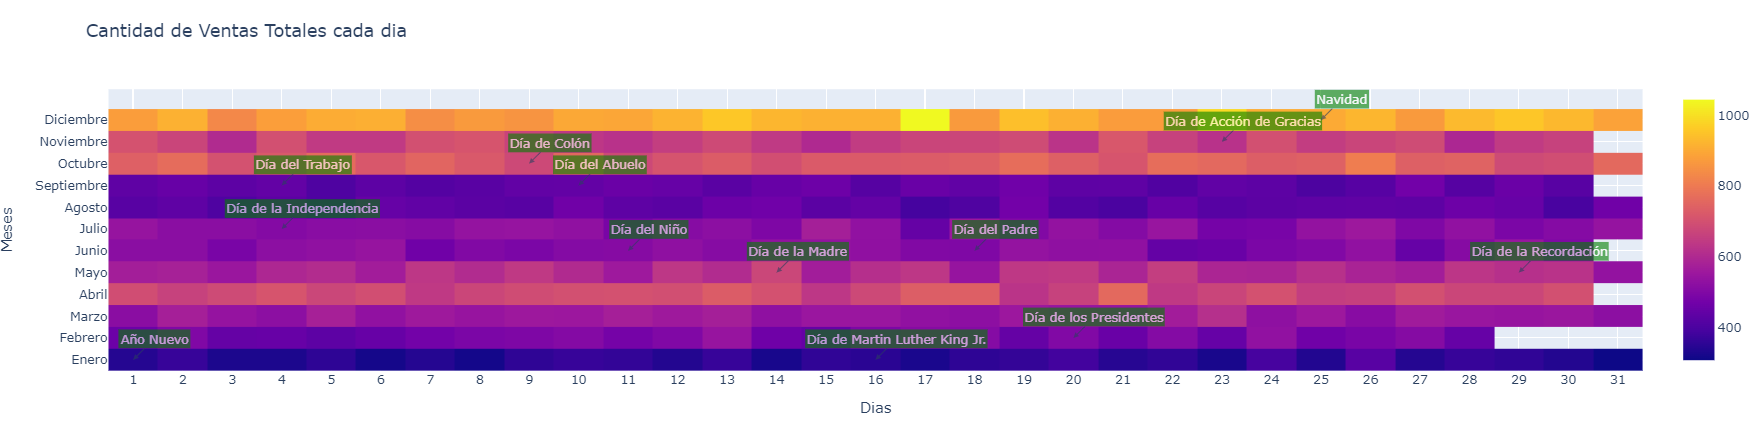 Cantidad de Ventas Totales cada dia
Navidad
Diciembre
Día de Acción de Gracias
1000
Noviembre
Día de Colón
Octubre
Día del Trabajo
Día del Abuelo
800
Septiembre
Agosto
Día de la Independencia
Meses
Julio
Día del Niño
Día del Padre
Junio
Día de la Madre
Día de la Recordación
600
Mayo
Abril
Marzo
Día de los Presidentes
400
Febrero
Año Nuevo
Día de Martin Luther King Jr.
Enero
1 2 3 4 5 6 7 8 9 10 11 12 13 14 15 16 17 18 19 20 21 22 23 24 25 26 27 28 29 30 31
Dias